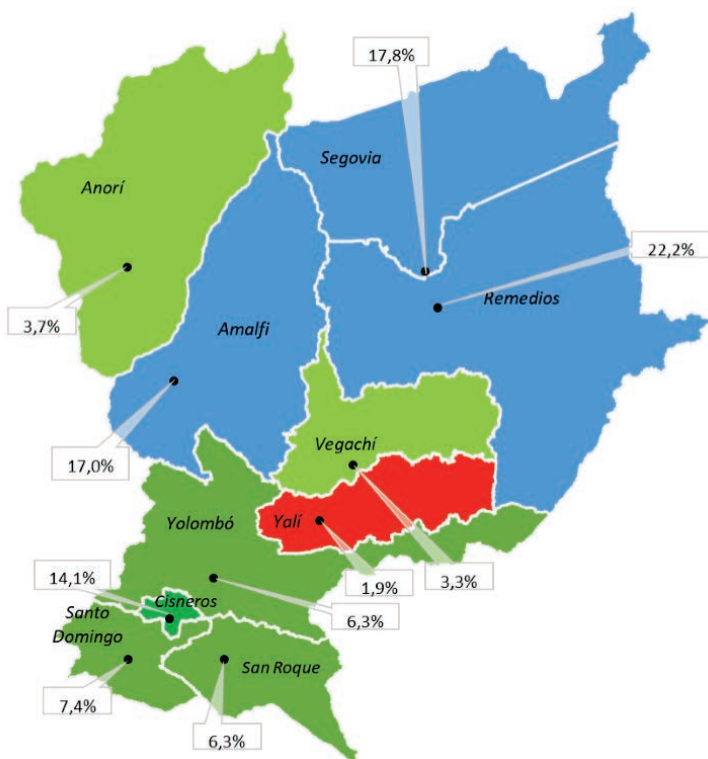 17,8%
Segovia
Anorí
22,2%
Remedios
3,7%
Amalfi
17,0%
Vegachí
Yolombó
Yalí
14,1%
Cisneros
1,9%
3,3%
Santo
Domingo
6,3%
San Roque
7,4%
6,3%